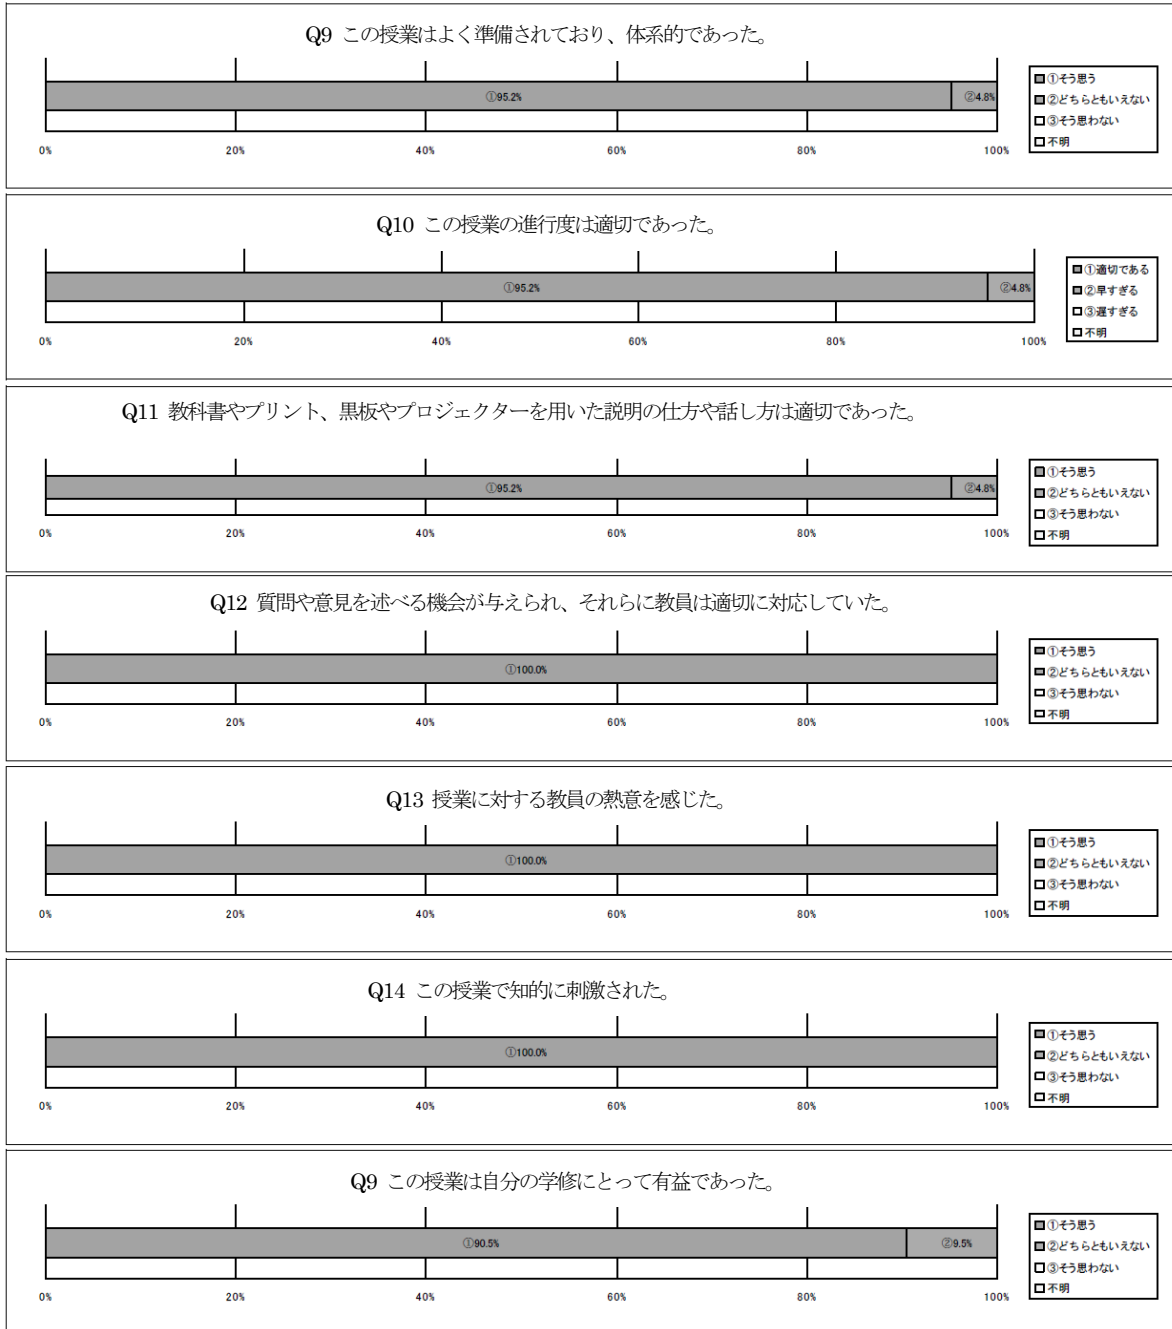 Q9 この授業はよく準備されており、体系的であった。
①95.2%
②4.8%
0%
20%
40%
60%
80%
100%
①そう思う
②どちらともいえない
③そう思わない
不明
Q10 この授業の進行度は適切であった。
①95.2%
②4.8%
0%
20%
40%
60%
80%
100%
①適切である
②早すぎる
③遅すぎる
不明
Q11 教科書やプリント、黒板やプロジェクターを用いた説明の仕方や話し方は適切であった。
①95.2%
②4.8%
0%
20%
40%
60%
80%
100%
①そう思う
②どちらともいえない
③そう思わない
不明
Q12 質問や意見を述べる機会が与えられ、それらに教員は適切に対応していた。
①100.0%
0%
20%
40%
60%
80%
100%
①そう思う
②どちらともいえない
③そう思わない
不明
Q13 授業に対する教員の熱意を感じた。
①100.0%
0%
20%
40%
60%
80%
100%
①そう思う
②どちらともいえない
③そう思わない
不明
Q14 この授業で知的に刺激された。
①100.0%
0%
20%
40%
60%
80%
100%
①そう思う
②どちらともいえない
③そう思わない
不明
Q9 この授業は自分の学修にとって有益であった。
①90.5%
②9.5%
0%
20%
40%
60%
80%
100%
①そう思う
②どちらともいえない
③そう思わない
不明